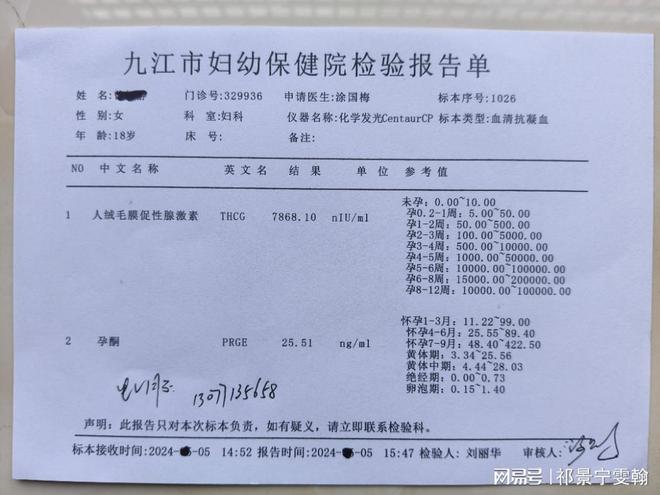 九江市妇幼保健院检验报告单
姓 名: 门诊号:329936 申请医生:涂国梅 标本序号:1026
性 别:女 科 室:妇科 仪器名称:化学发光CentaurCP 标本类型:血清抗凝血
年 龄:18岁 床 号: 备注:
NO 中文名称 英文名 结果 单位 参考值
未孕: 0.00~10.00
1 人绒毛膜促性腺激素 THCG 7868.10 nIU/ml 孕0.2-1周: 5.00~50.00
孕1-2周: 50.00~500.00
孕2-3周: 100.00~5000.00
孕3-4周: 500.00~10000.00
孕4-5周: 1000.00~50000.00
孕5-6周: 10000.00~100000.00
孕6-8周: 15000.00~200000.00
孕8-12周: 10000.00~100000.00
怀孕1-3月: 11.22~99.00
怀孕4-6月: 25.55~89.40
2 孕酮 PRGE 25.51 ng/ml 怀孕7-9月: 48.40~422.50
黄体期: 3.34~25.56
黄体中期: 4.44~28.03
绝经期: 0.00~0.73
卵泡期: 0.15~1.40
13077135658
声明: 此报告只对本次标本负责,如有疑义,请立即联系检验科。
标本接收时间:2024- -05 14:52 报告时间:2024- -05 15:47 检验人: 刘丽华 审核人:
搜狐号@祁景宁雯翰